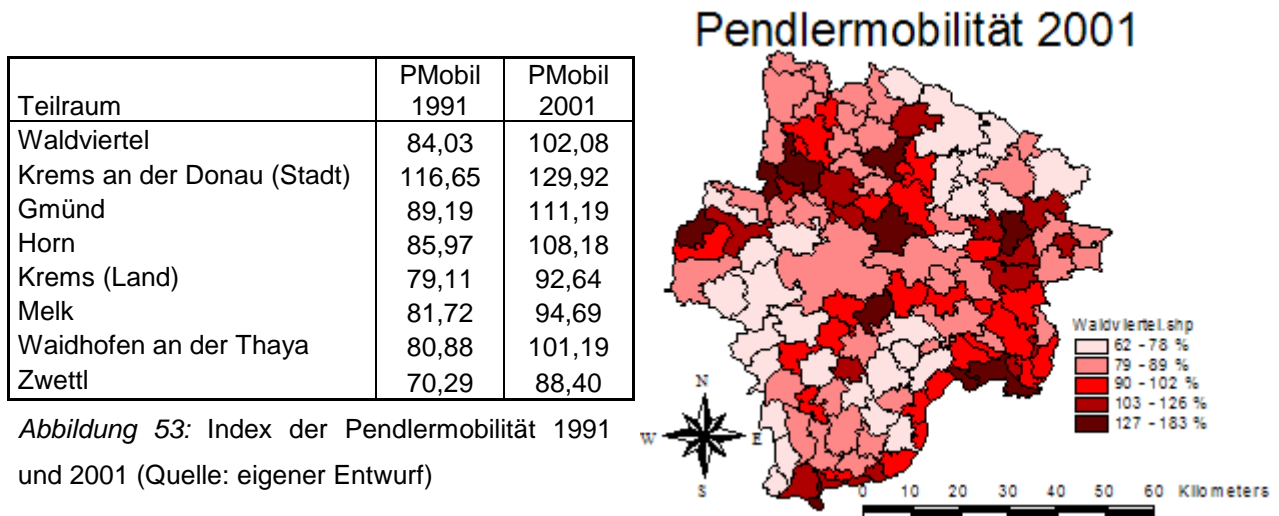 Pendlermobilität 2001
Teilraum PMobil 1991 PMobil 2001
Waldviertel 84,03 102,08
Krems an der Donau (Stadt) 116,65 129,92
Gmünd 89,19 111,19
Horn 85,97 108,18
Krems (Land) 79,11 92,64
Melk 81,72 94,69
Waidhofen an der Thaya 80,88 101,19
Zwettl 70,29 88,40
Abbildung 53: Index der Pendlermobilität 1991
und 2001 (Quelle: eigener Entwurf)
Waldviertel.shp
62 - 78 %
79 - 89 %
90 - 102 %
103 - 126 %
127 - 183 %
N
W E
S
0 10 20 30 40 50 60 Kilometers